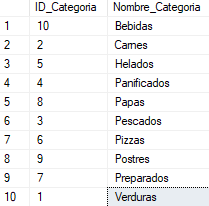 ID_Categoria Nombre_Categoria
1 10 Bebidas
2 2 Carnes
3 5 Helados
4 4 Panificados
5 8 Papas
6 3 Pescados
7 6 Pizzas
8 9 Postres
9 7 Preparados
10 1 Verduras